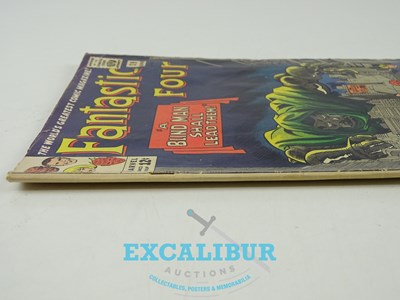 THE WORLD'S GREATEST COMIC MAGAZINE!
Fantastic
Four
A
BLIND MAN
SHALL
LEAD THEM!
12¢
EXCALIBUR
AUCTIONS
COLLECTABLES, POSTERS & MEMORABILIA